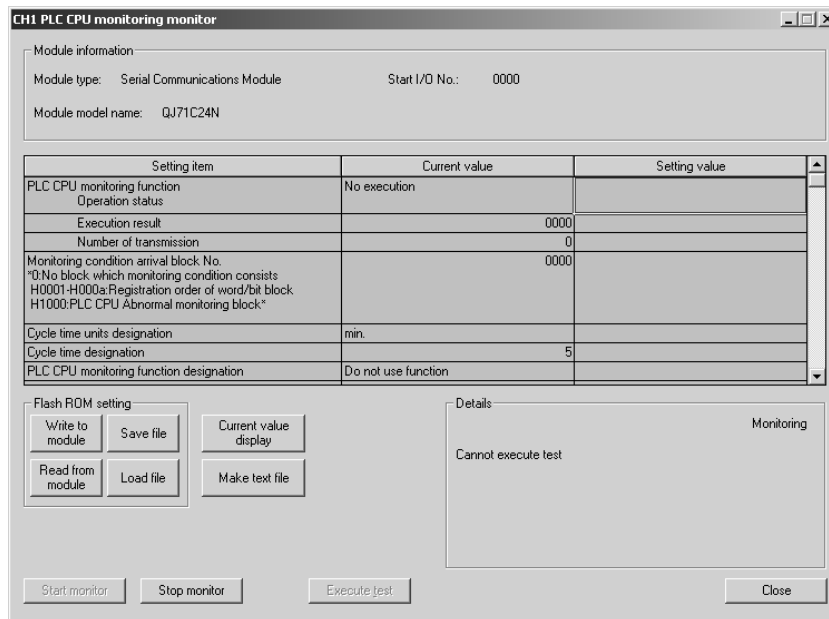 CH1 PLC CPU monitoring monitor
Module information
Module type: Serial Communications Module Start I/O No.: 0000
Module model name: QJ71C24N
Setting item Current value Setting value
PLC CPU monitoring function No execution
Operation status
Execution result 0000
Number of transmission 0
Monitoring condition arrival block No. 0000
*0:No block which monitoring condition consists
H0001-H000a:Registration order of word/bit block
H1000:PLC CPU Abnormal monitoring block*
Cycle time units designation min.
Cycle time designation 5
PLC CPU monitoring function designation Do not use function
Flash ROM setting
Write to module
Save file
Current value display
Read from module
Load file
Make text file
Details
Monitoring
Cannot execute test
Start monitor Stop monitor Execute test Close